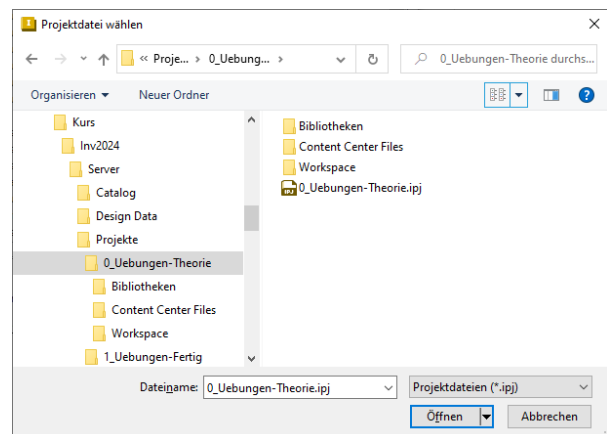 Projektdatei wählen
« Proje... › 0_Uebung... ›
0_Uebungen-Theorie durchs...
Organisieren
Neuer Ordner
Kurs
Inv2024
Server
Catalog
Design Data
Projekte
0_Uebungen-Theorie
Bibliotheken
Content Center Files
Workspace
1_Uebungen-Fertig
Bibliotheken
Content Center Files
Workspace
IPJ 0_Uebungen-Theorie.ipj
Dateiname: 0_Uebungen-Theorie.ipj
Projektdateien (*.ipj)
Öffnen
Abbrechen